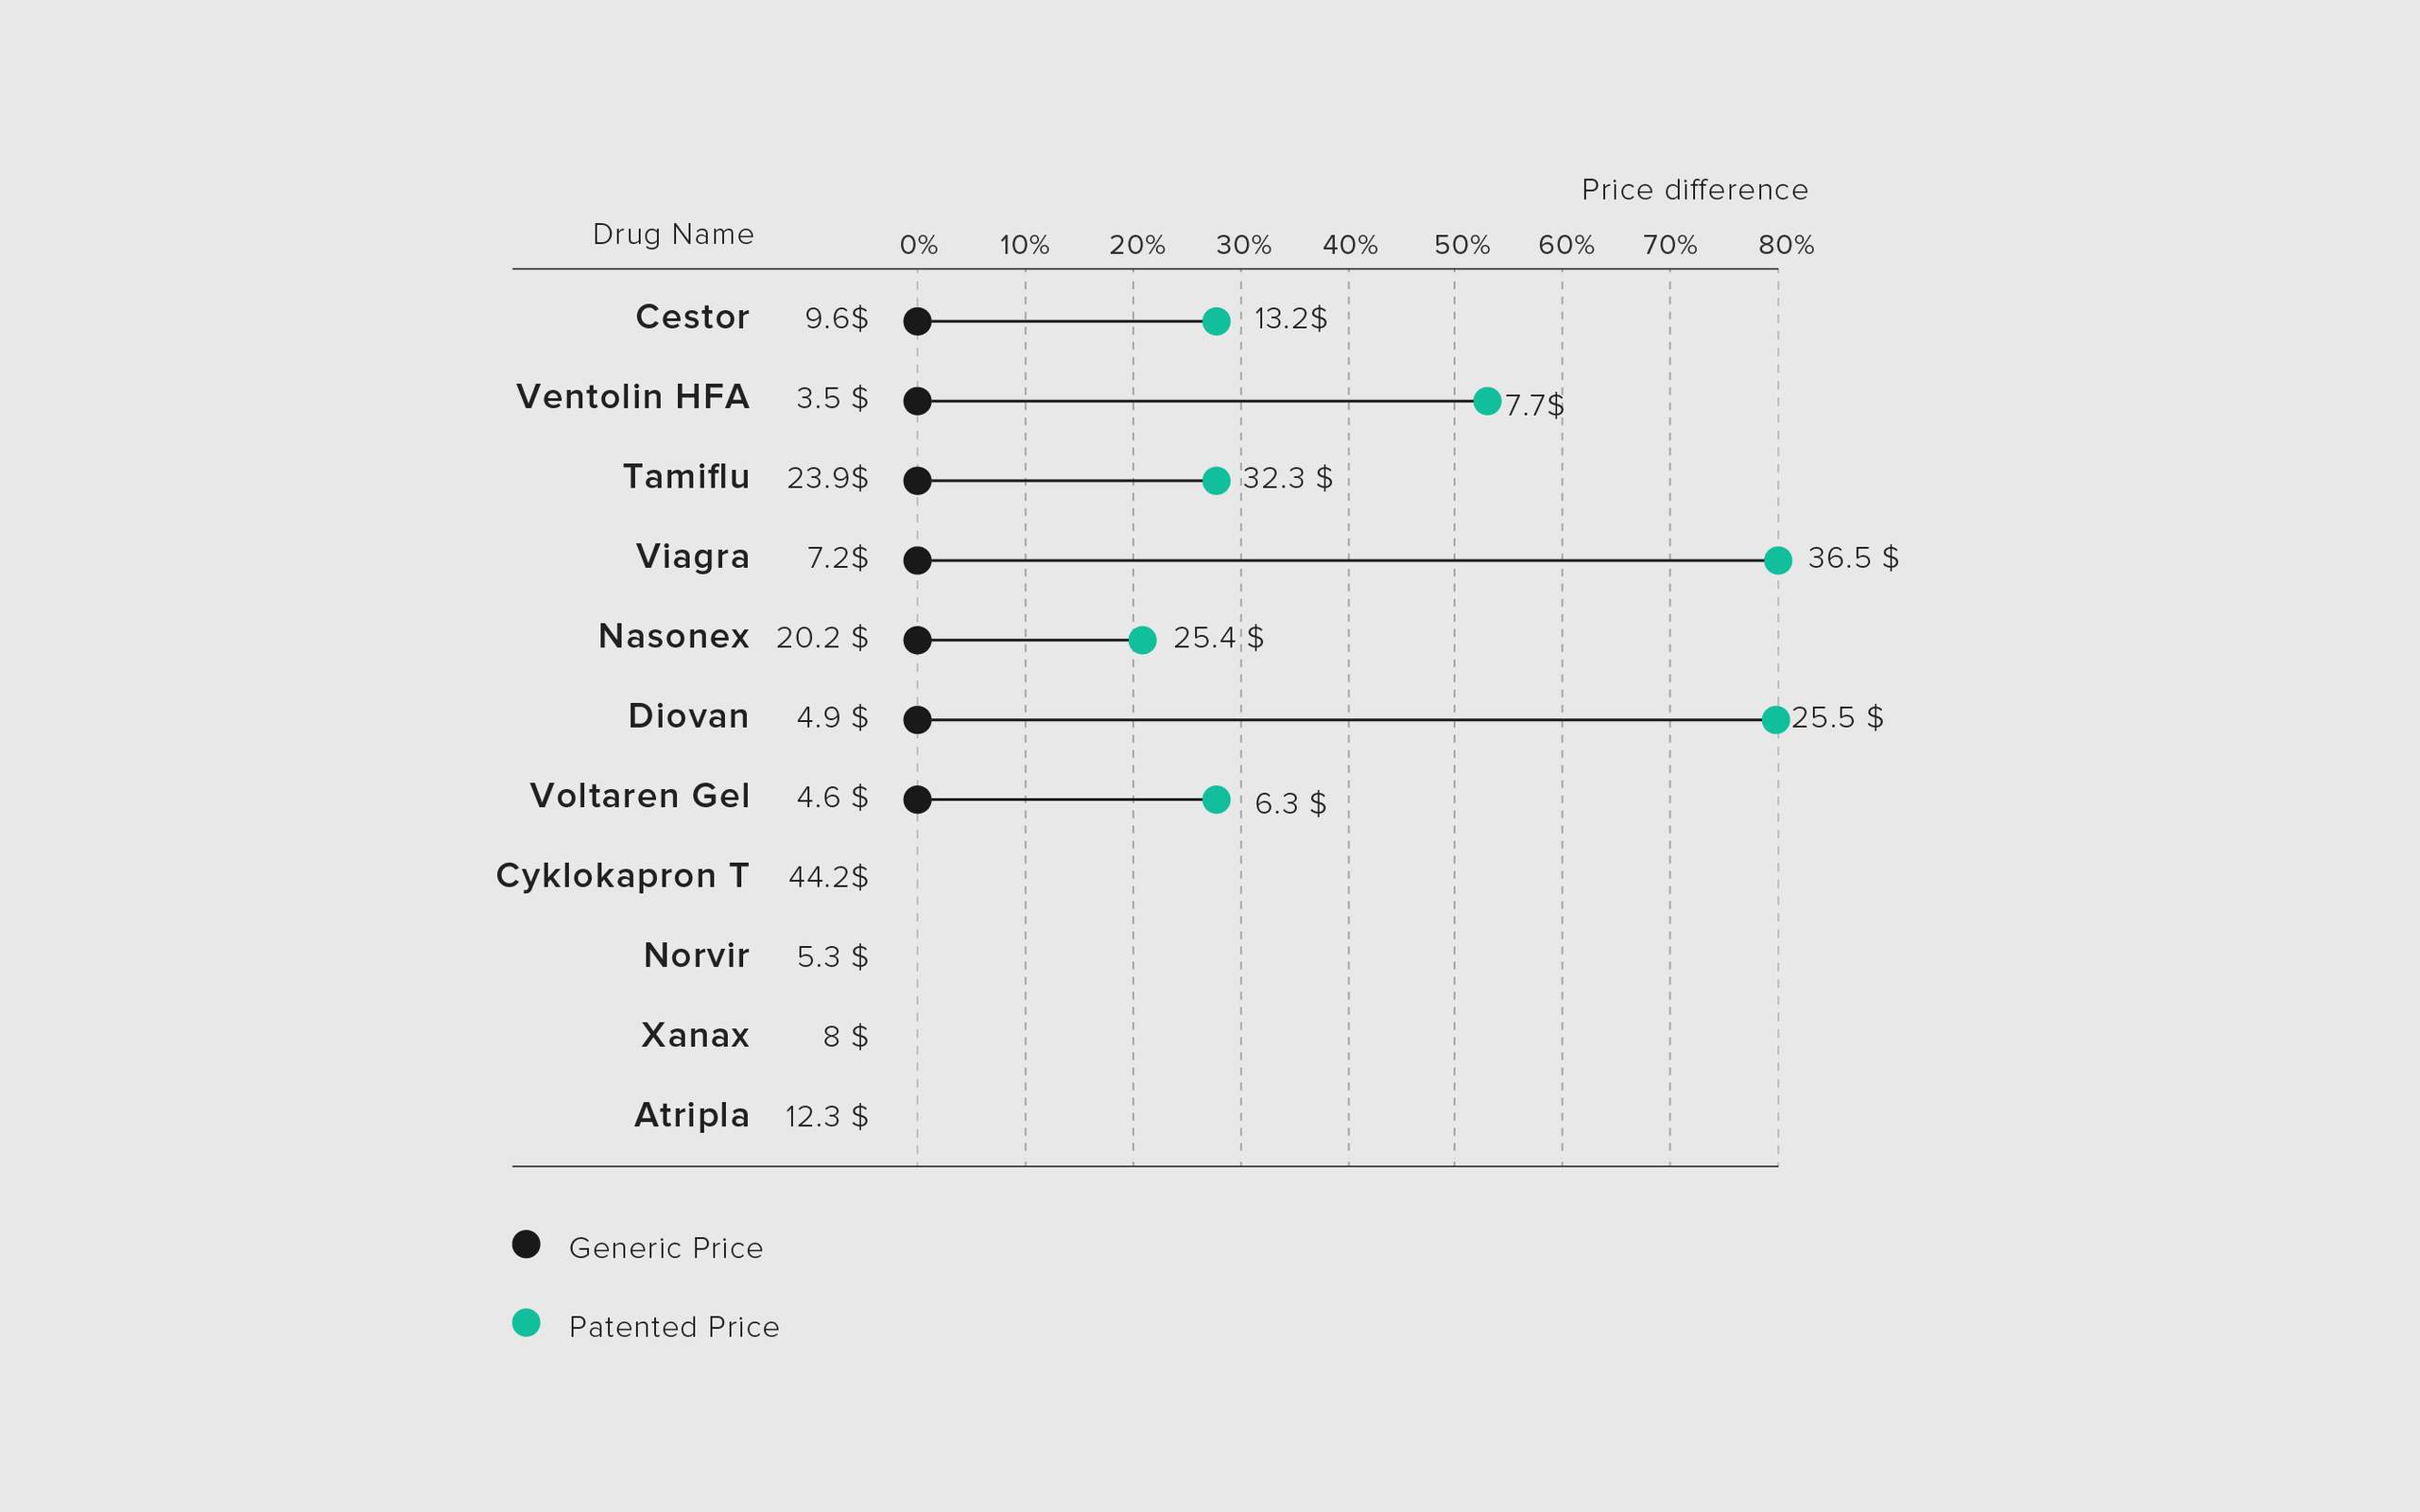 Price difference
Drug Name 0% 10% 20% 30% 40% 50% 60% 70% 80%
Cestor 9.6$ 13.2$
Ventolin HFA 3.5 $ 7.7$
Tamiflu 23.9$ 32.3 $
Viagra 7.2$ 36.5 $
Nasonex 20.2 $ 25.4 $
Diovan 4.9 $ 25.5 $
Voltaren Gel 4.6 $ 6.3 $
Cyklokapron T 44.2$
Norvir 5.3 $
Xanax 8 $
Atripla 12.3 $
Generic Price
Patented Price